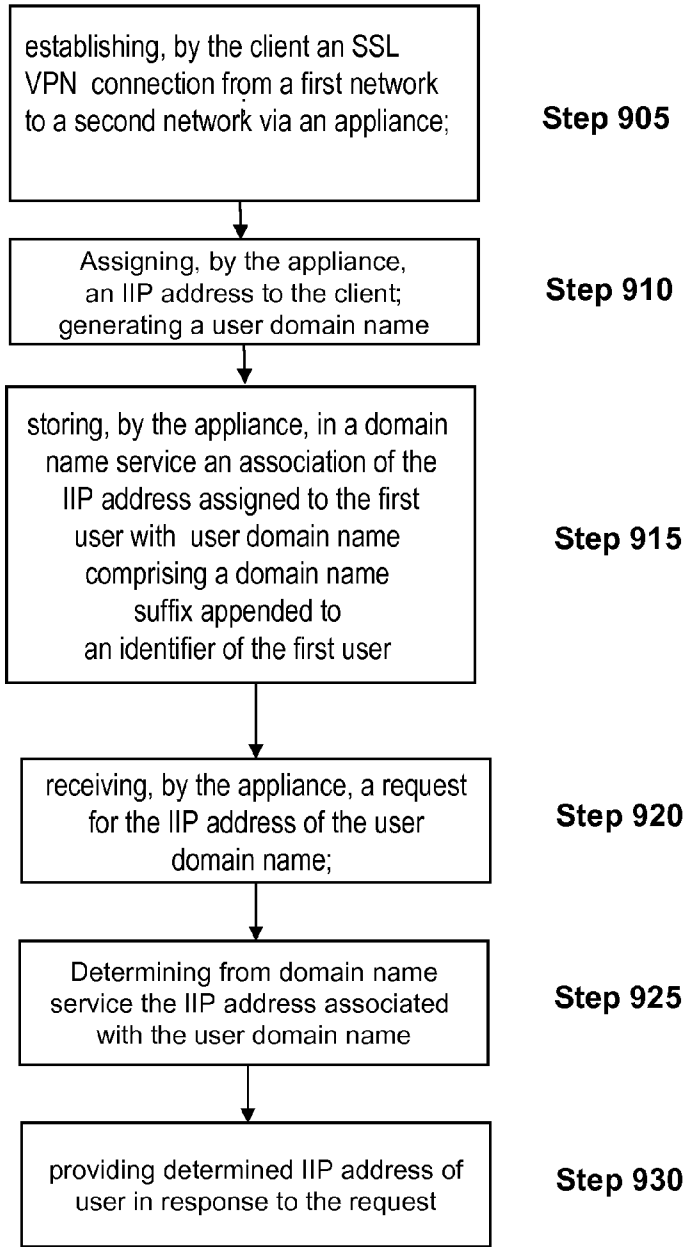 establishing, by the client an SSL
VPN connection from a first network
to a second network via an appliance;
Step 905
Assigning, by the appliance,
an IIP address to the client;
generating a user domain name
Step 910
storing, by the appliance, in a domain
name service an association of the
IIP address assigned to the first
user with user domain name
comprising a domain name
suffix appended to
an identifier of the first user
Step 915
receiving, by the appliance, a request
for the IIP address of the user
domain name;
Step 920
Determining from domain name
service the IIP address associated
with the user domain name
Step 925
providing determined IIP address of
user in response to the request
Step 930